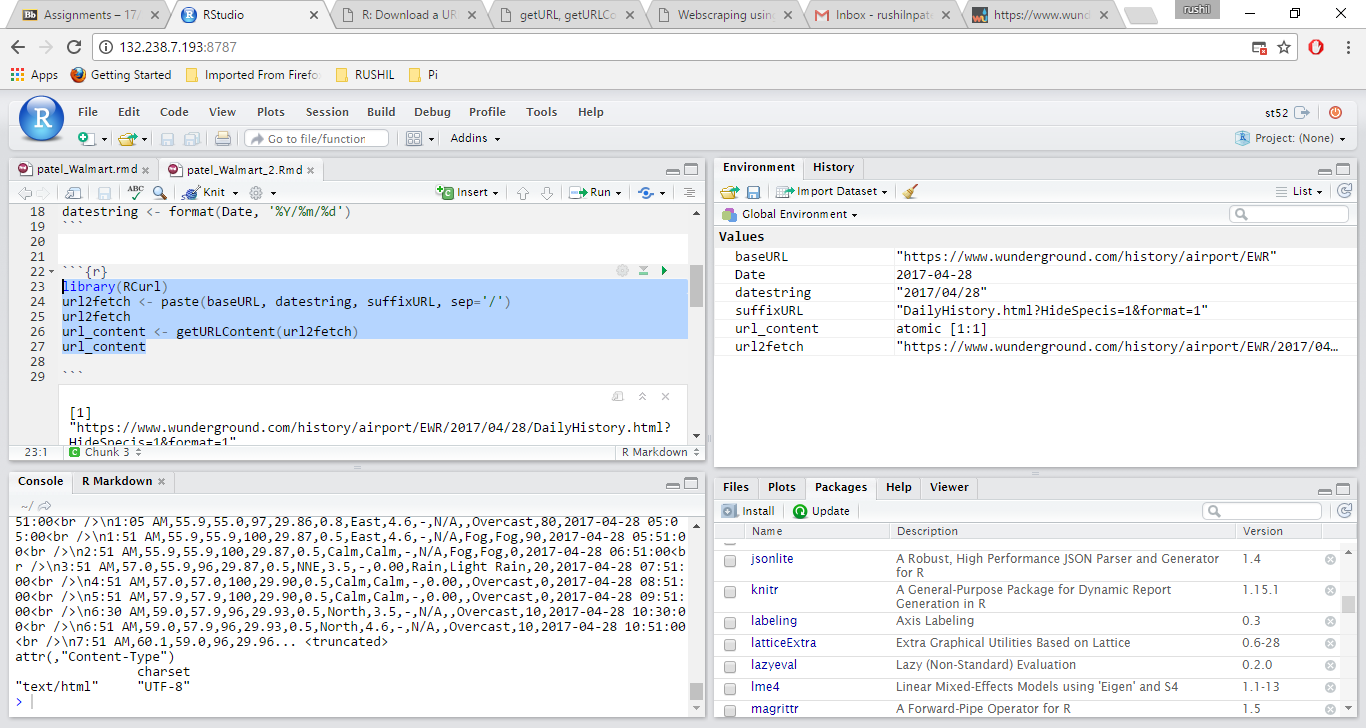 Assignments – 17/
RStudio
R: Download a UR
getURL, getURLCo
Webscraping using
Inbox - rushilnpate
https://www.wund
rushil
132.238.7.193:8787
Apps
Getting Started
Imported From Firefo
RUSHIL
Pi
File Edit Code View Plots Session Build Debug Profile Tools Help
st52
Go to file/function
Addins
Project: (None)
patel_Walmart.rmd
patel_Walmart_2.Rmd
ABC
Knit
Insert
Run
18 datestring <- format(Date, '%Y/%m/%d')
19 ```
20
21
22 ```{r}
23 library(RCurl)
24 url2fetch <- paste(baseURL, datestring, suffixURL, sep='/')
25 url2fetch
26 url_content <- getURLContent(url2fetch)
27 url_content
28
29 ```
[1]
"https://www.wunderground.com/history/airport/EWR/2017/04/28/DailyHistory.html?
HideSpecis=1&format=1"
23:1
Chunk 3
R Markdown
Console
R Markdown
~/
51:00<br />\n1:05 AM,55.9,55.0,97,29.86,0.8,East,4.6,-,N/A,,Overcast,80,2017-04-28 05:0
5:00<br />\n1:51 AM,55.9,55.9,100,29.87,0.5,East,4.6,-,N/A,Fog,Fog,90,2017-04-28 05:51:0
0<br />\n2:51 AM,55.9,55.9,100,29.87,0.5,Calm,Calm,-,N/A,Fog,Fog,0,2017-04-28 06:51:00<b
r />\n3:51 AM,57.0,55.9,96,29.87,0.5,NNE,3.5,-,0.00,Rain,Light Rain,20,2017-04-28 07:51:
00<br />\n4:51 AM,57.0,57.0,100,29.90,0.5,Calm,Calm,-,0.00,,Overcast,0,2017-04-28 08:51:
00<br />\n5:51 AM,57.9,57.9,100,29.90,0.5,Calm,Calm,-,0.00,,Overcast,0,2017-04-28 09:51:
00<br />\n6:30 AM,59.0,57.9,96,29.93,0.5,North,3.5,-,N/A,,Overcast,10,2017-04-28 10:30:0
0<br />\n6:51 AM,59.0,57.9,96,29.93,0.5,North,4.6,-,N/A,,Overcast,10,2017-04-28 10:51:00
<br />\n7:51 AM,60.1,59.0,96,29.96... <truncated>
attr(,"Content-Type")
charset
"text/html" "UTF-8"
>
Environment
History
Import Dataset
List
Global Environment
Values
baseURL "https://www.wunderground.com/history/airport/EWR"
Date 2017-04-28
datestring "2017/04/28"
suffixURL "DailyHistory.html?HideSpecis=1&format=1"
url_content atomic [1:1]
url2fetch "https://www.wunderground.com/history/airport/EWR/2017/04…
Files Plots Packages Help Viewer
Install
Update
Name Description Version
jsonlite A Robust, High Performance JSON Parser and Generator 1.4
for R
knitr A General-Purpose Package for Dynamic Report 1.15.1
Generation in R
labeling Axis Labeling 0.3
latticeExtra Extra Graphical Utilities Based on Lattice 0.6-28
lazyeval Lazy (Non-Standard) Evaluation 0.2.0
lme4 Linear Mixed-Effects Models using 'Eigen' and S4 1.1-13
magrittr A Forward-Pipe Operator for R 1.5